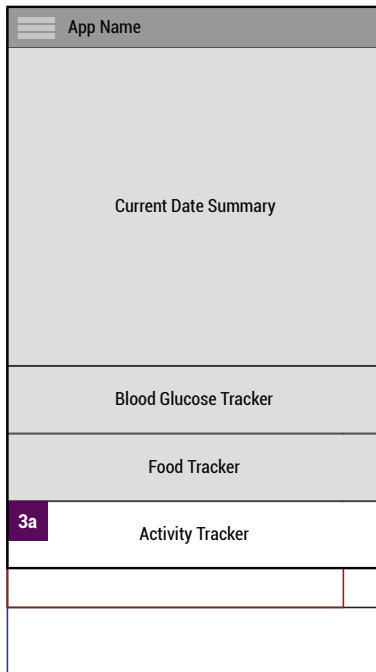 App Name
Current Date Summary
Blood Glucose Tracker
Food Tracker
3a
Activity Tracker